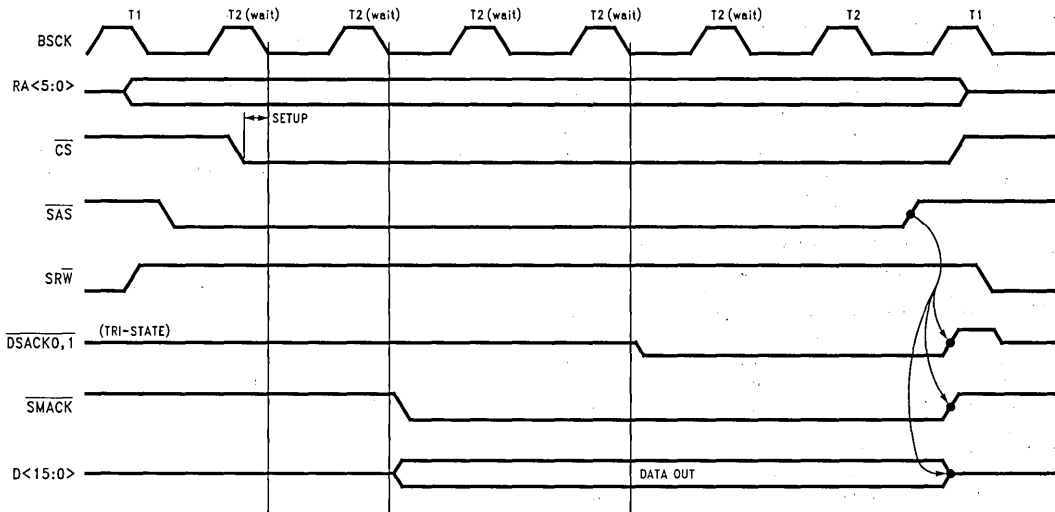 T1 T2 (wait) T2 (wait) T2 (wait) T2 (wait) T2 (wait) T2 T1
BSCK
RA<5:0>
SETUP
CS
SAS
SRW
(TRI-STATE)
DSACK0,1
SMACK
D<15:0> DATA OUT